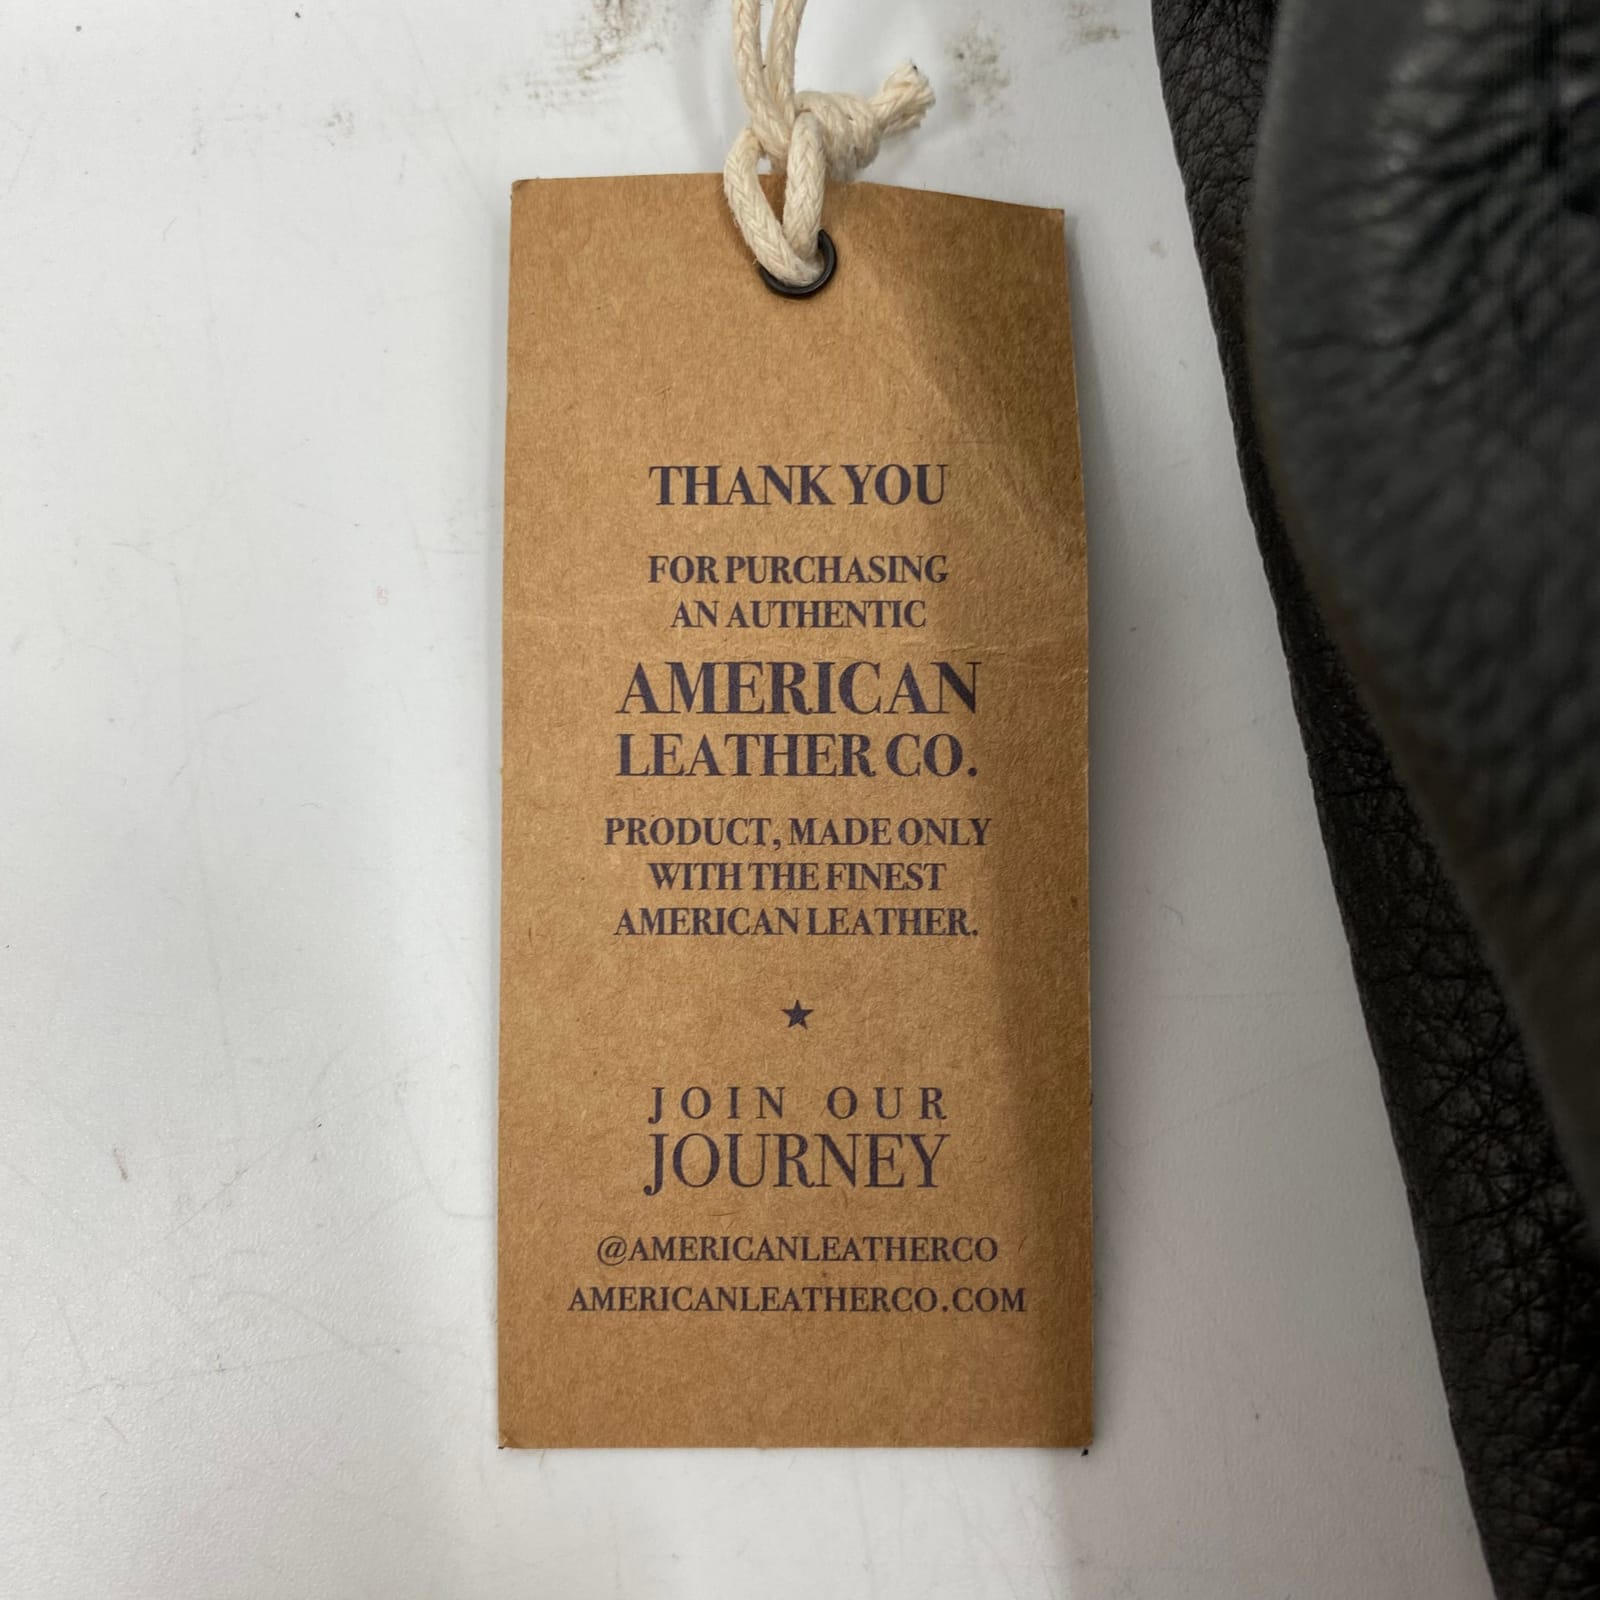 THANK YOU
FOR PURCHASING
AN AUTHENTIC
AMERICAN
LEATHER CO.
PRODUCT, MADE ONLY
WITH THE FINEST
AMERICAN LEATHER.
JOIN OUR
JOURNEY
@AMERICANLEATHERCO
AMERICANLEATHERCO.COM